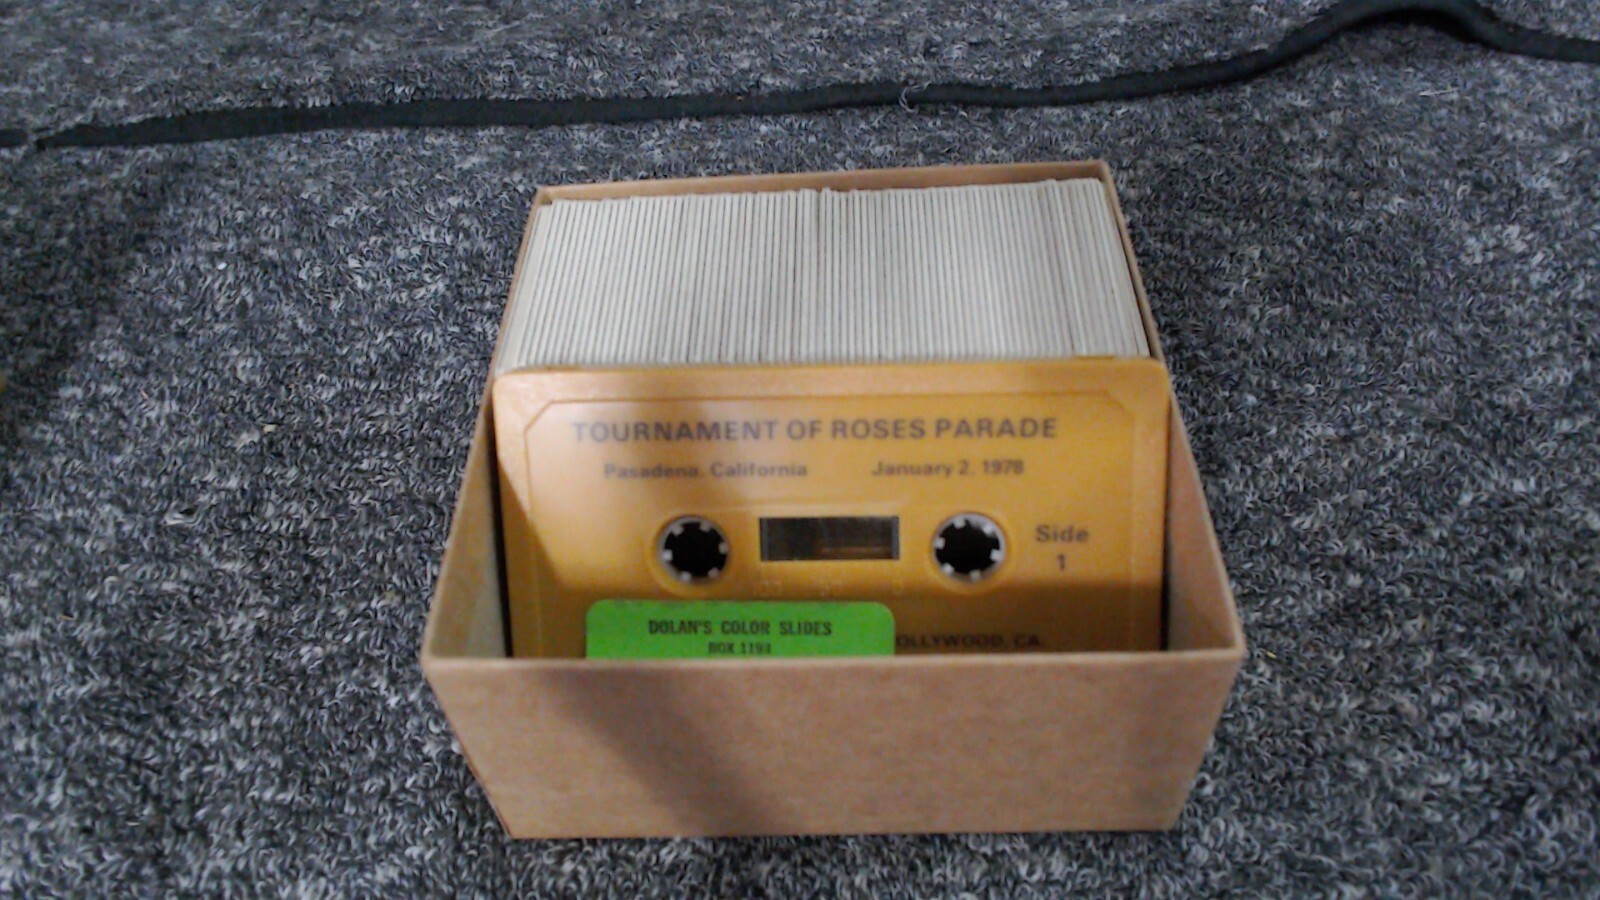 TOURNAMENT OF ROSES PARADE
Pasadena, California January 2, 1978
Side
1
DOLAN'S COLOR SLIDES
BOX 1193
OLLYWOOD, CA.